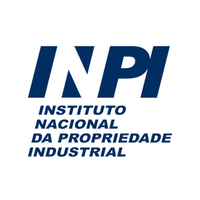 INPI
INSTITUTO
NACIONAL
DA PROPRIEDADE
INDUSTRIAL